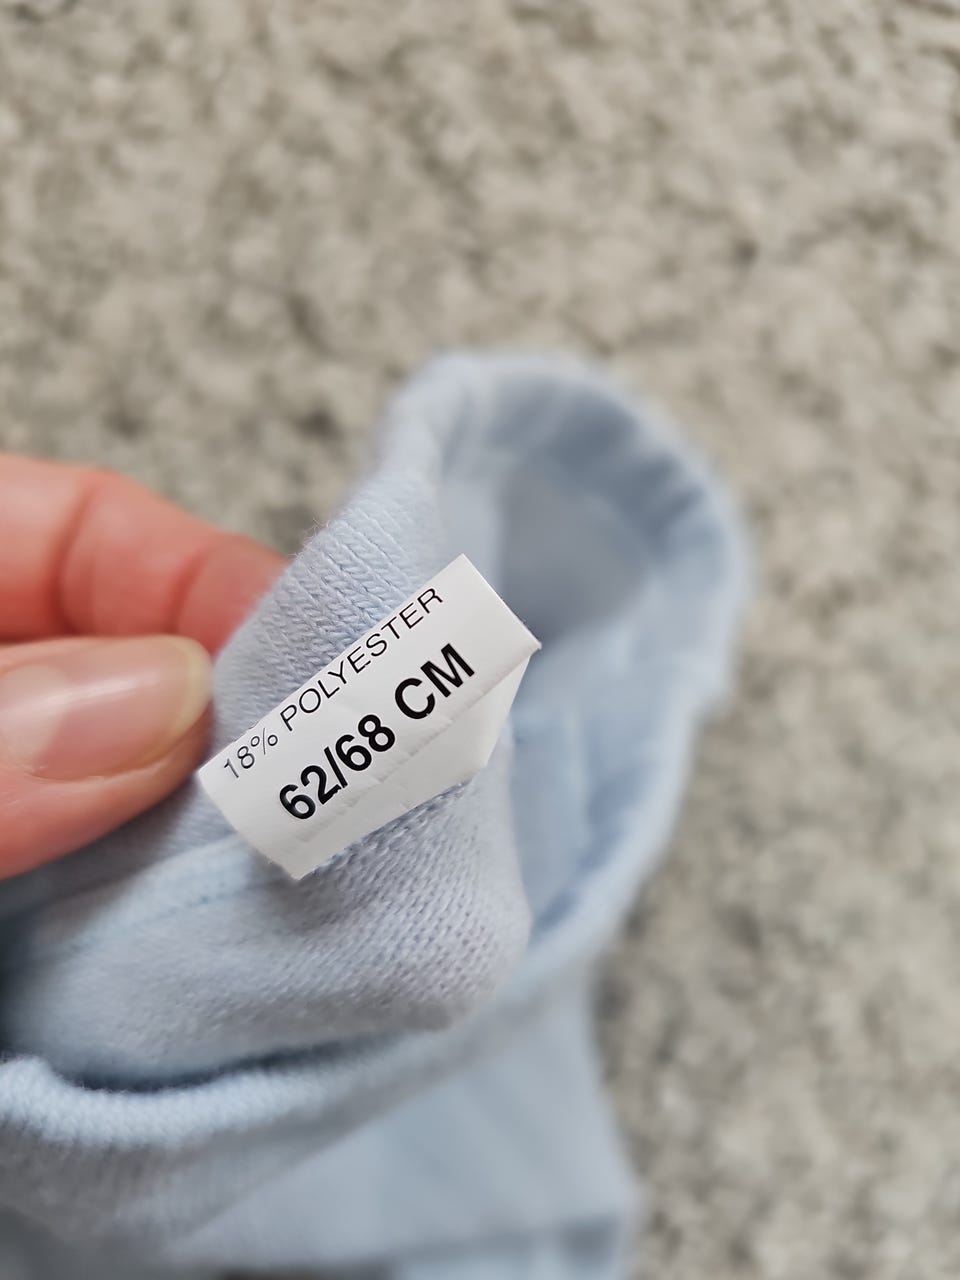 18% POLYESTER
62/68 CM